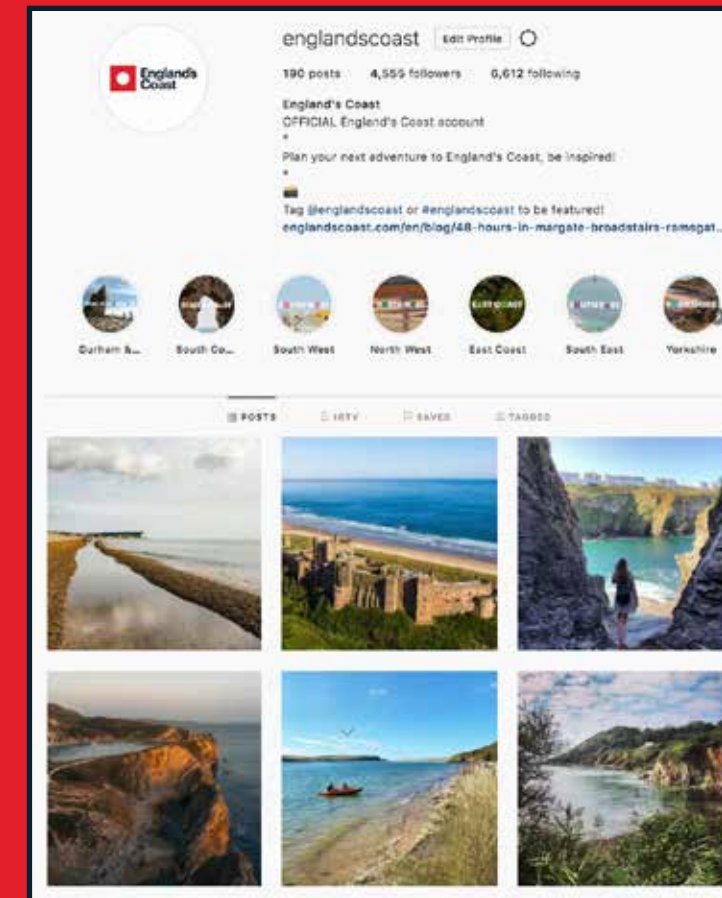 englandscoast Edit Profile
England's
Coast
190 posts 4,555 followers 6,612 following
England's Coast
OFFICIAL England's Coast account
Plan your next adventure to England's Coast, be inspired!
Tag @englandscoast or #englandscoast to be featured!
englandscoast.com/en/blog/48-hours-in-margate-broadstairs-ramsgat...
Durham &... South Co... South West North West East Coast South East Yorkshire
POSTS IGTV SAVED TAGGED